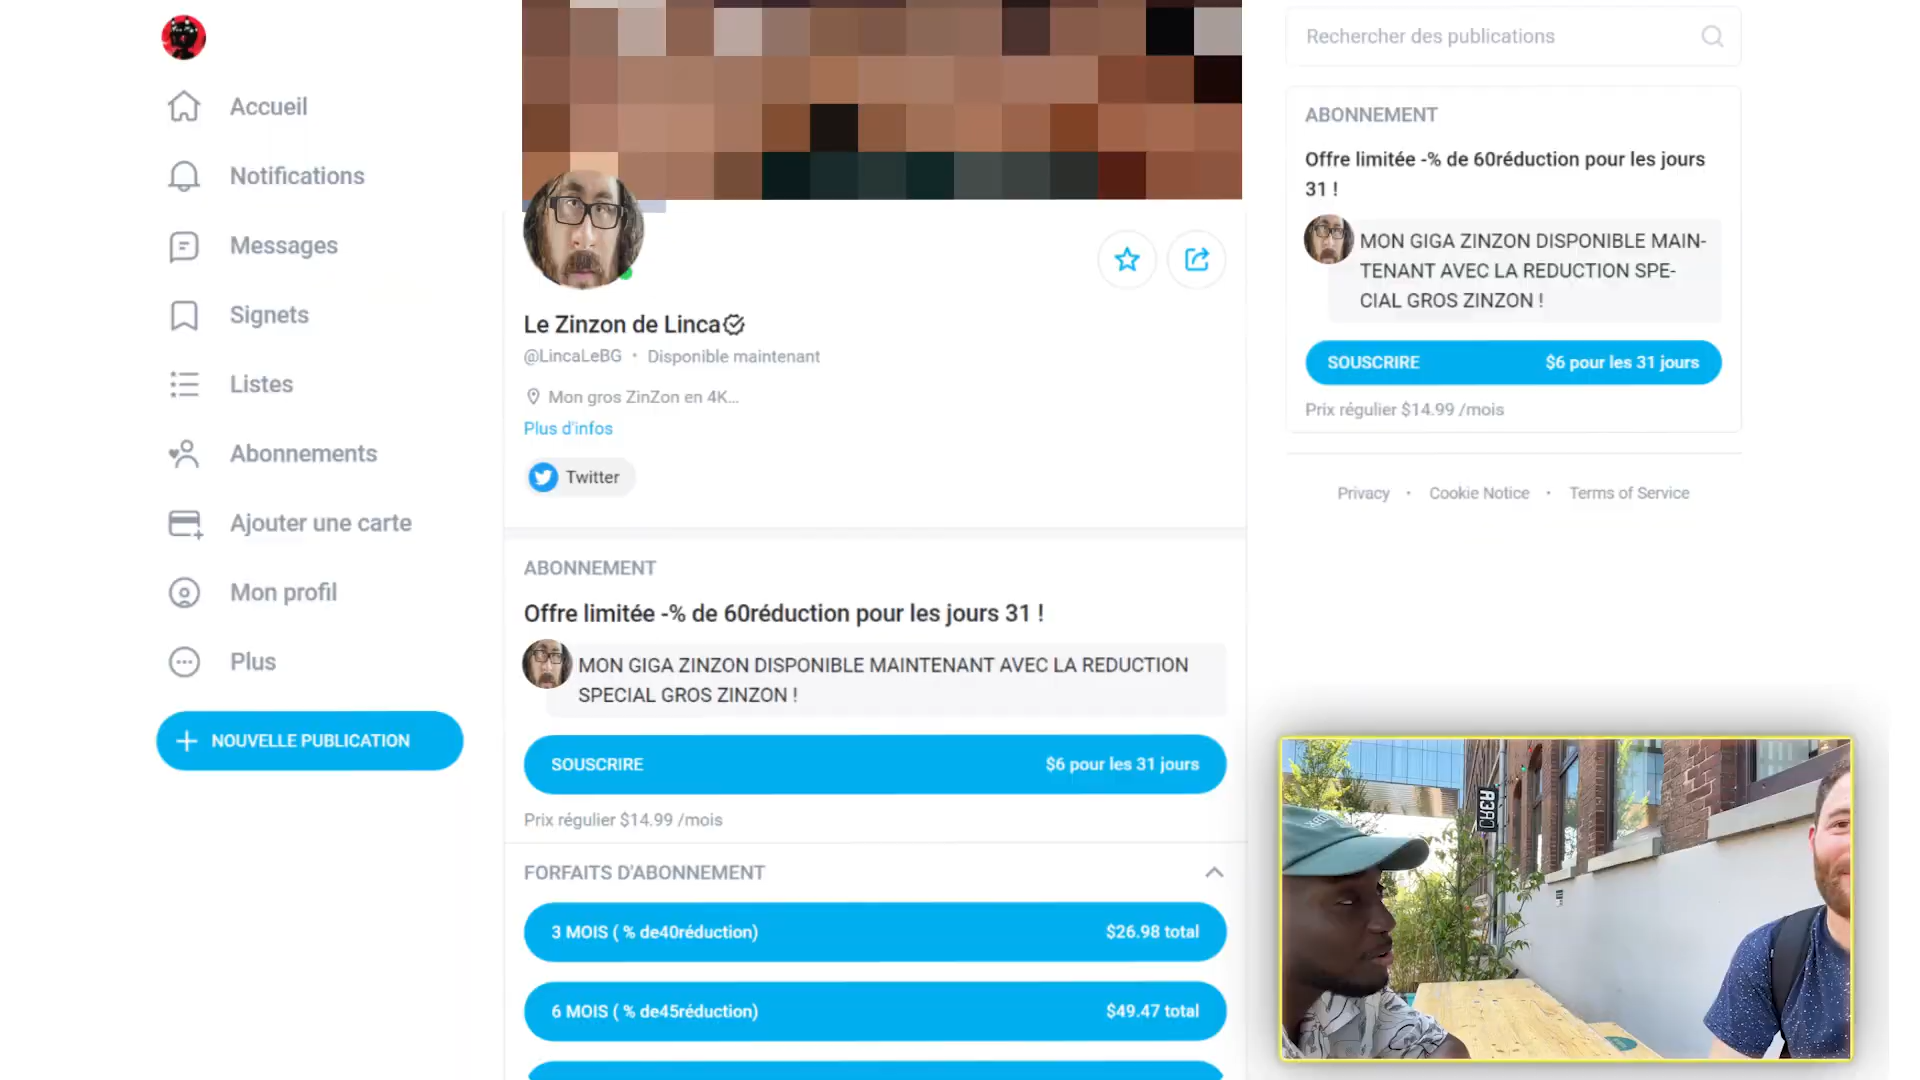 Accueil
Notifications
Messages
Signets
Listes
Abonnements
Ajouter une carte
Mon profil
Plus
NOUVELLE PUBLICATION
Le Zinzon de Linca
@LincaLeBG • Disponible maintenant
Mon gros ZinZon en 4K...
Plus d'infos
Twitter
ABONNEMENT
Offre limitée -% de 60réduction pour les jours 31 !
MON GIGA ZINZON DISPONIBLE MAINTENANT AVEC LA REDUCTION
SPECIAL GROS ZINZON !
SOUSCRIRE $6 pour les 31 jours
Prix régulier $14.99 /mois
FORFAITS D'ABONNEMENT
3 MOIS ( % de40réduction) $26.98 total
6 MOIS ( % de45réduction) $49.47 total
Rechercher des publications
ABONNEMENT
Offre limitée -% de 60réduction pour les jours
31 !
MON GIGA ZINZON DISPONIBLE MAIN-
TENANT AVEC LA REDUCTION SPE-
CIAL GROS ZINZON !
SOUSCRIRE $6 pour les 31 jours
Prix régulier $14.99 /mois
Privacy • Cookie Notice • Terms of Service